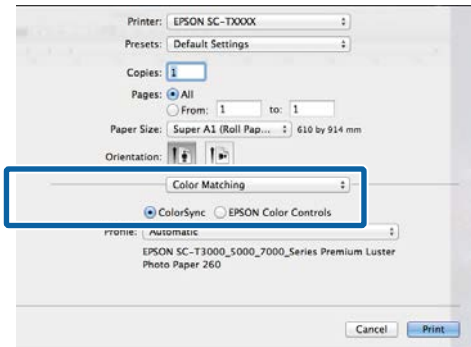 Printer: EPSON SC-TXXXX
Presets: Default Settings
Copies: 1
Pages: All
From: 1 to: 1
Paper Size: Super A1 (Roll Pap... 610 by 914 mm
Orientation:
Color Matching
ColorSync EPSON Color Controls
Profile: Automatic
EPSON SC-T3000_5000_7000_Series Premium Luster
Photo Paper 260
Cancel Print